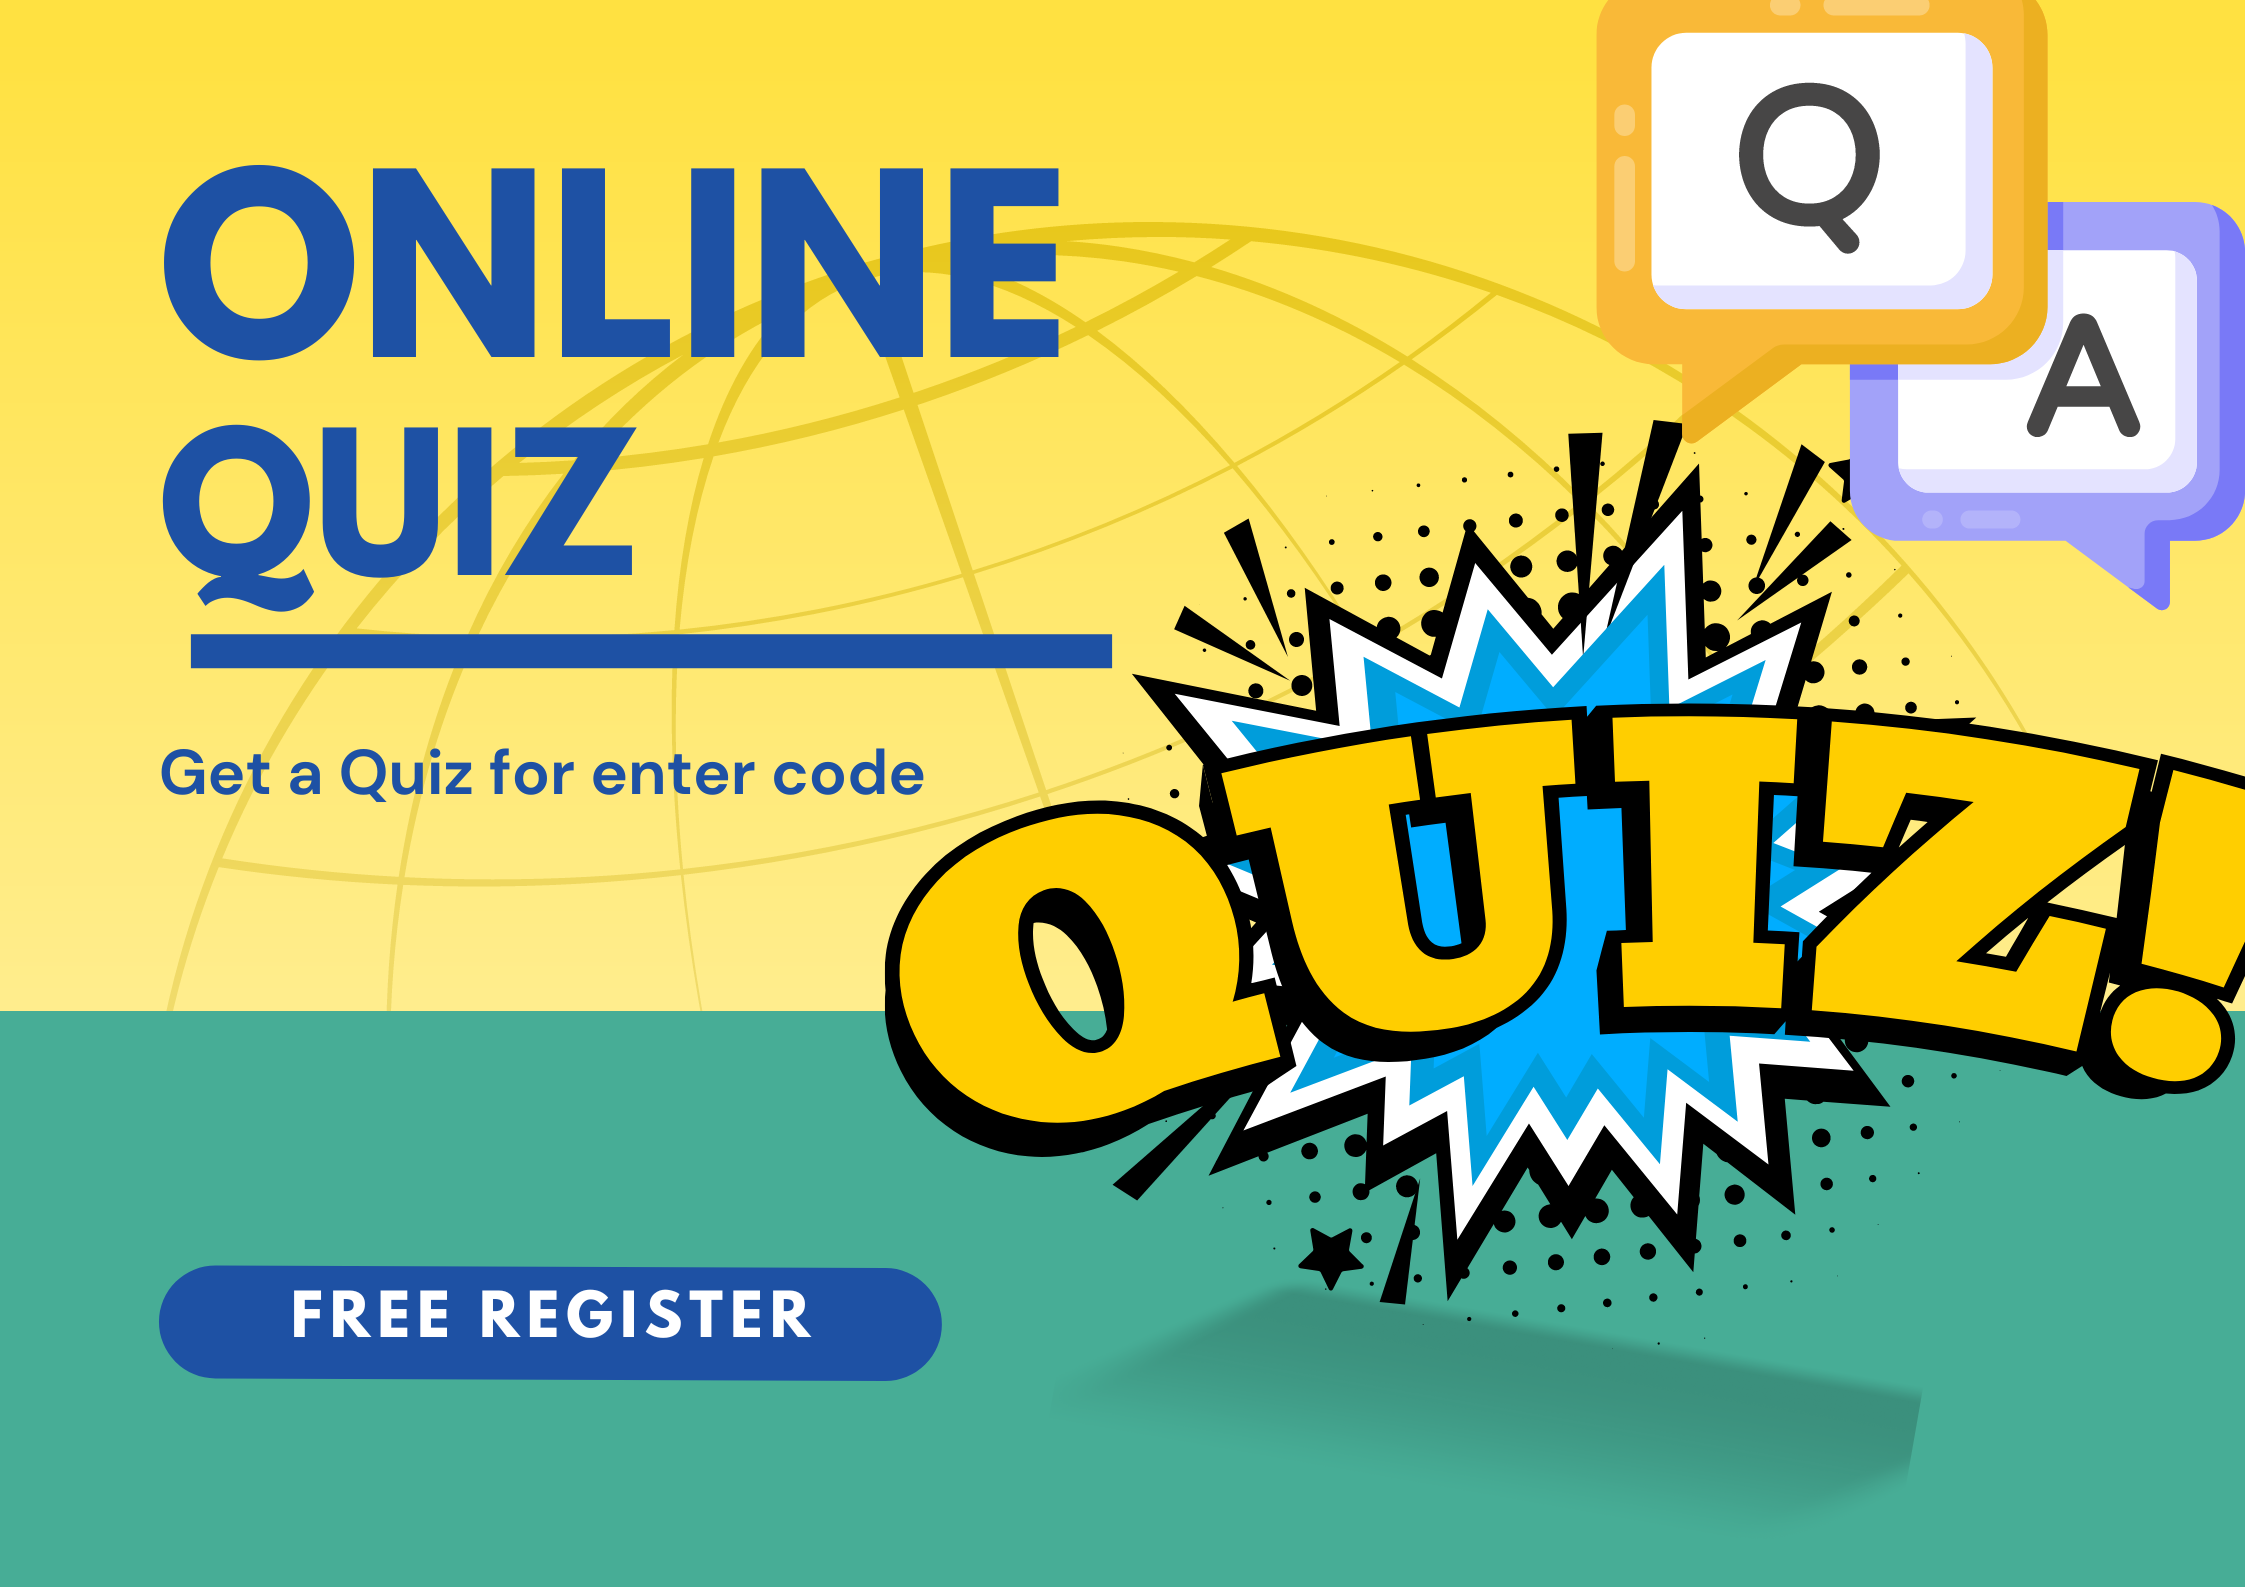 ONLINE
QUIZ
Get a Quiz for enter code
Q
A
QUIZ!
FREE REGISTER